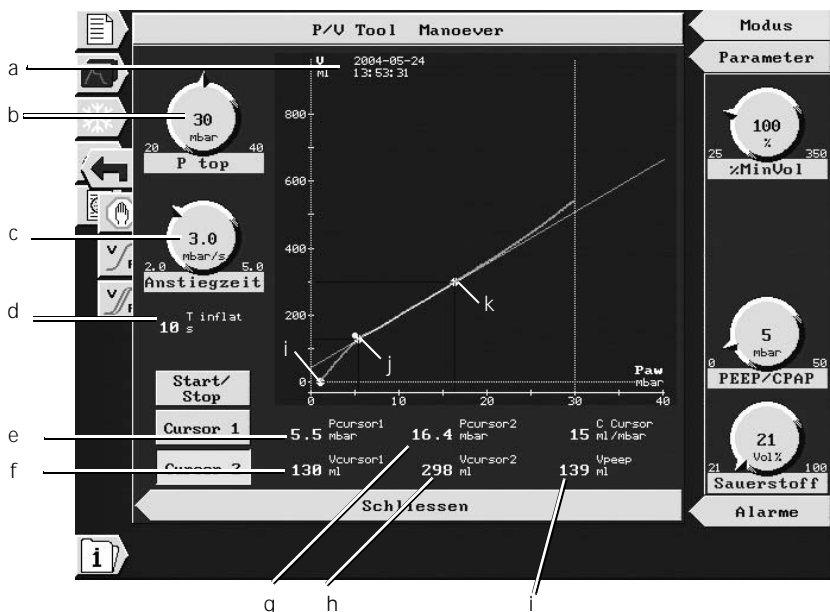 P/V Tool Manoever
Modus
Parameter
a
V
Ml
2004-05-24
13:53:31
b
30
mbar
20
40
P top
800
600
400
200
0
100
%
25
350
%MinVol
c
3.0
mbar/s
2.0
5.0
Anstiegzeit
k
d
10
T inflat
s
i
j
Paw
mbar
0
10
20
30
40
5
mbar
0
50
PEEP/CPAP
Start/
Stop
e
Cursor 1
5.5
Pcursor1
mbar
16.4
Pcursor2
mbar
15
C Cursor
ml/mbar
f
130
Vcursor1
ml
298
Vcursor2
ml
139
Vpeep
Ml
21
Vol%
21
100
Sauerstoff
Schliessen
Alarme
i
g
h
i